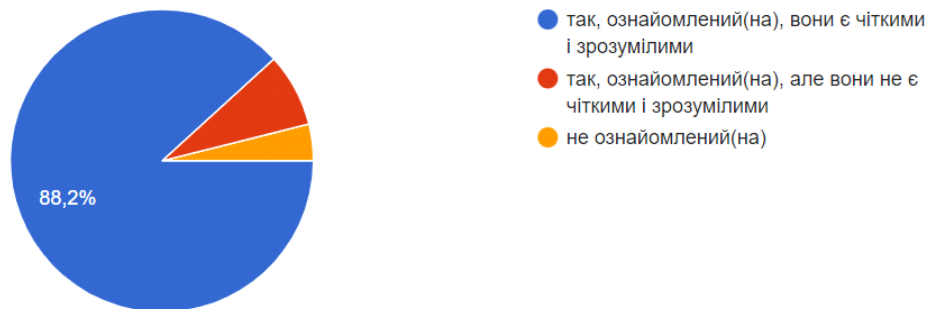 88,2%
так, ознайомлений(на), вони є чіткими
і зрозумілими
так, ознайомлений(на), але вони не є
чіткими і зрозумілими
не ознайомлений(на)